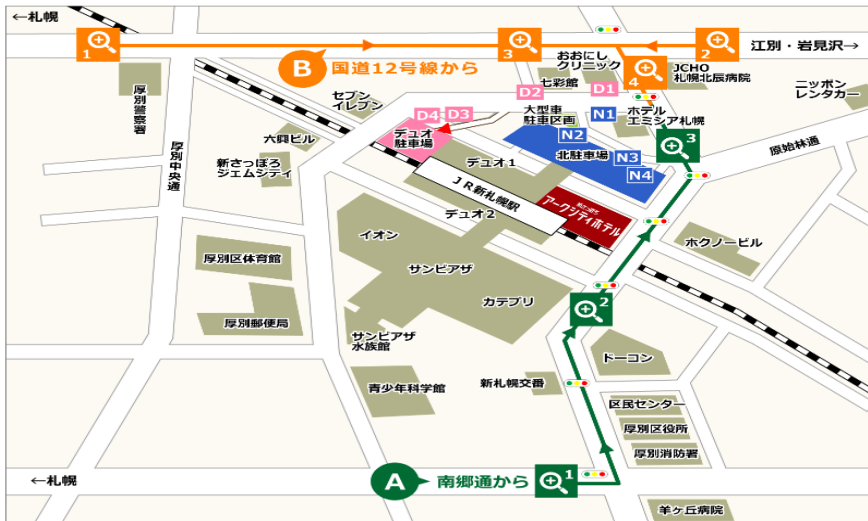 ←札幌
1
3
2
江別・岩見沢→
B 国道12号線から
おおにし
クリニック
4
JCHO
札幌北辰病院
七彩館
ニッポン
レンタカー
厚別
警察署
セブン
イレブン
D2
D1
D4
D3
大型車
駐車区画
N1
ホテル
エミシア札幌
デュオ
駐車場
N2
3
六興ビル
原始林通
厚別中央通
新さっぽろ
ジェムシティ
デュオ1
北駐車場
N3
N4
JR新札幌駅
アークシティホテル
デュオ2
イオン
ホクノービル
厚別区体育館
サンピアザ
カテプリ
2
厚別郵便局
サンピアザ
水族館
ドーコン
青少年科学館
新札幌交番
区民センター
厚別区役所
厚別消防署
←札幌
A 南郷通から
1
羊ヶ丘病院